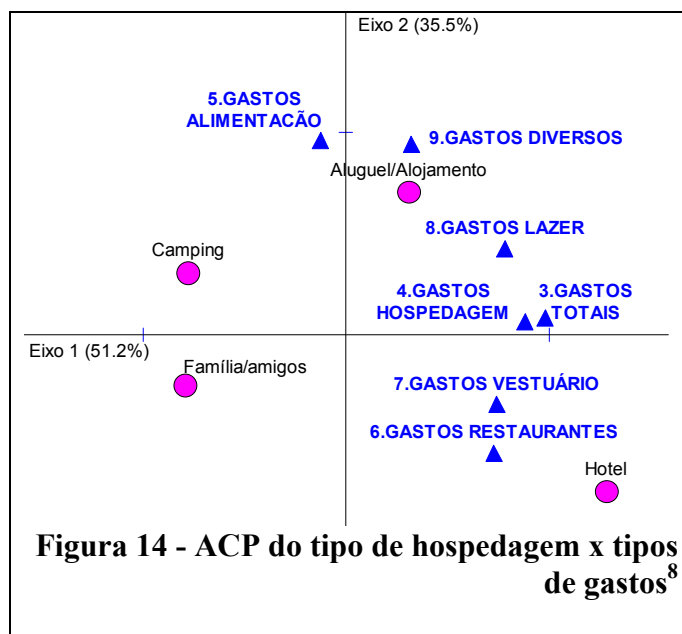 Eixo 2 (35.5%)
5.GASTOS
ALIMENTACÃO
9.GASTOS DIVERSOS
Aluguel/Alojamento
8.GASTOS LAZER
Camping
4.GASTOS
HOSPEDAGEM
3.GASTOS
TOTAIS
Eixo 1 (51.2%)
Família/amigos
7.GASTOS VESTUÁRIO
6.GASTOS RESTAURANTES
Hotel
Figura 14 - ACP do tipo de hospedagem x tipos
de gastos⁸